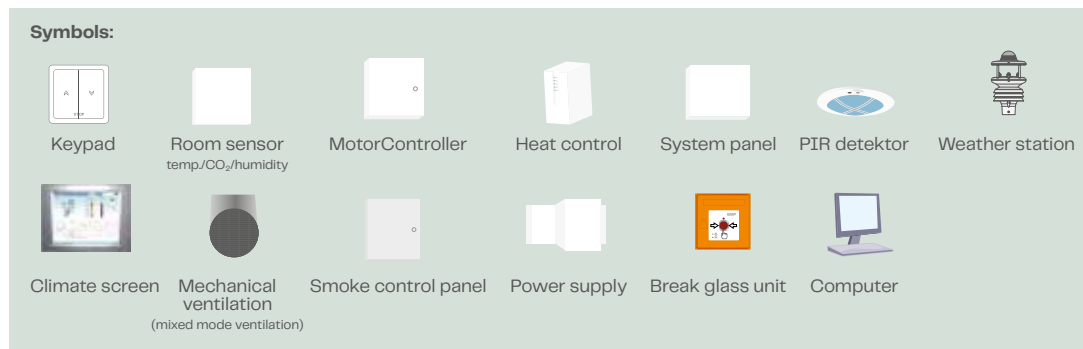 Symbols:
Keypad
Room sensor
temp./CO₂/humidity
MotorController
Heat control
System panel
PIR detektor
Weather station
Climate screen
Mechanical
ventilation
(mixed mode ventilation)
Smoke control panel
Power supply
Break glass unit
Computer